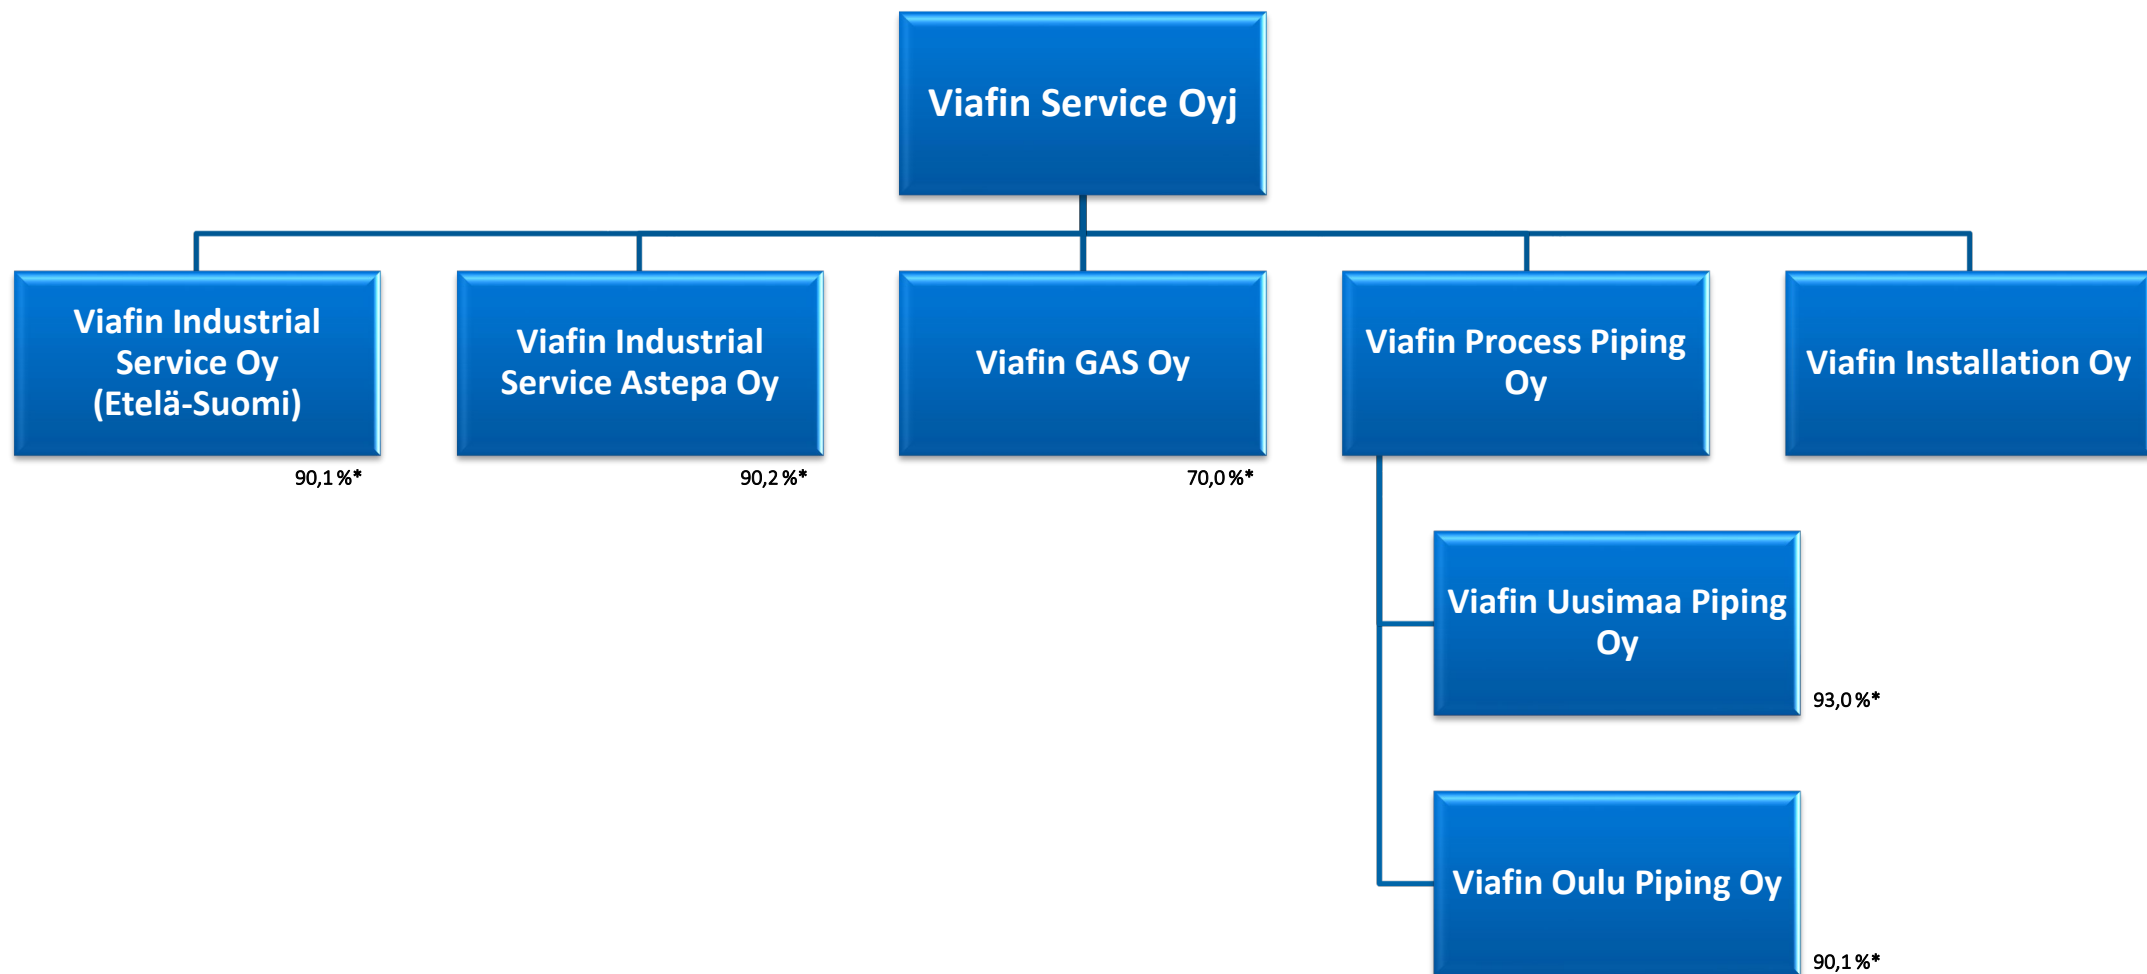 Viafin Service Oyj
Viafin Industrial
Service Oy
(Etelä-Suomi)
90,1 %*
Viafin Industrial
Service Astepa Oy
90,2 %*
Viafin GAS Oy
70,0 %*
Viafin Process Piping
Oy
Viafin Installation Oy
Viafin Uusimaa Piping
Oy
93,0 %*
Viafin Oulu Piping Oy
90,1 %*